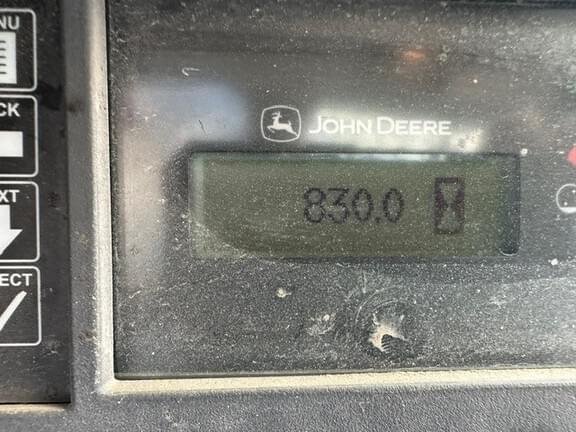 NU
CK
XT
ECT
JOHN DEERE
830.0